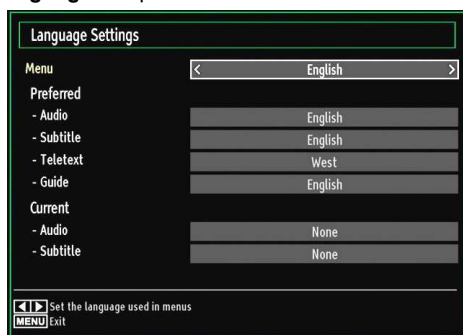 Language Settings
Menu < English >
Preferred
- Audio English
- Subtitle English
- Teletext West
- Guide English
Current
- Audio None
- Subtitle None
Set the language used in menus
MENU Exit